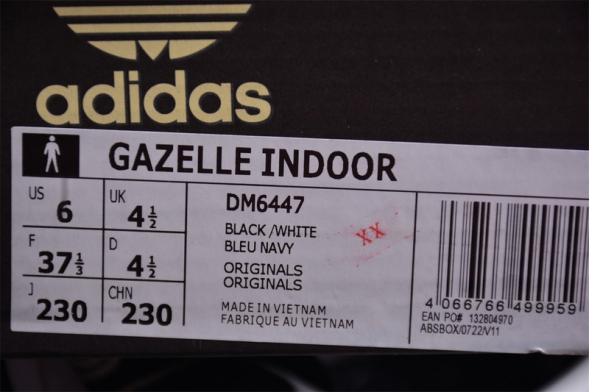 adidas
GAZELLE INDOOR
US 6
UK 4½
F 37⅓
D 4½
J 230
CHN 230
DM6447
BLACK /WHITE
BLEU NAVY
ORIGINALS
ORIGINALS
MADE IN VIETNAM
FABRIQUE AU VIETNAM
XX
4 066766 499959
EAN PO# 132804970
ABSBOX/0722/V11